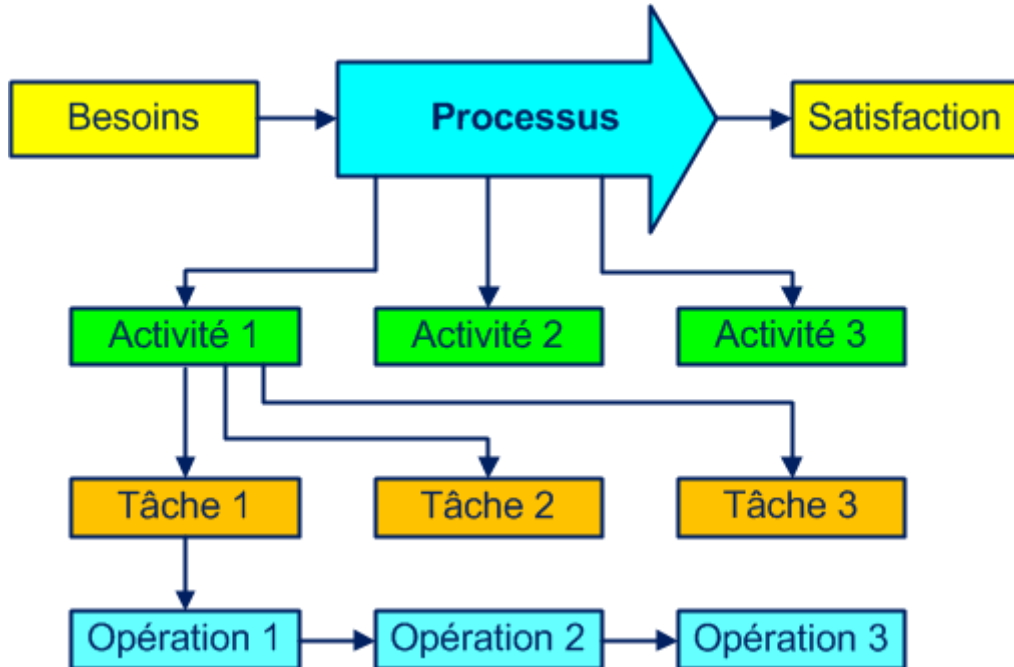 Besoins
Processus
Satisfaction
Activité 1
Activité 2
Activité 3
Tâche 1
Tâche 2
Tâche 3
Opération 1
Opération 2
Opération 3